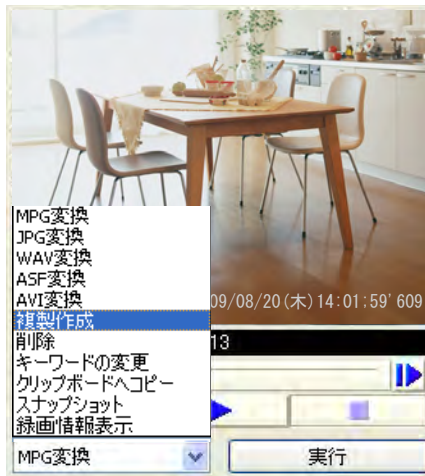 MPG変換
JPG変換
WAV変換
ASF変換
AVI変換
09/08/20(木)14:01:59'609
複製作成
削除
13
キーワードの変更
クリップボードへコピー
スナップショット
録画情報表示
MPG変換
実行